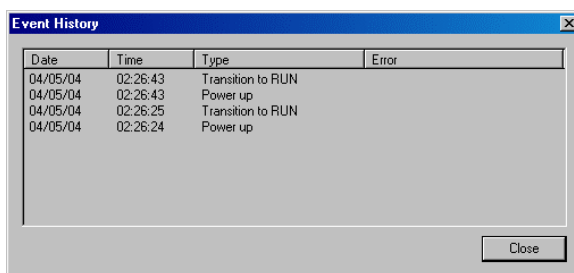 Event History
Date Time Type Error
04/05/04 02:26:43 Transition to RUN
04/05/04 02:26:43 Power up
04/05/04 02:26:25 Transition to RUN
04/05/04 02:26:24 Power up
Close